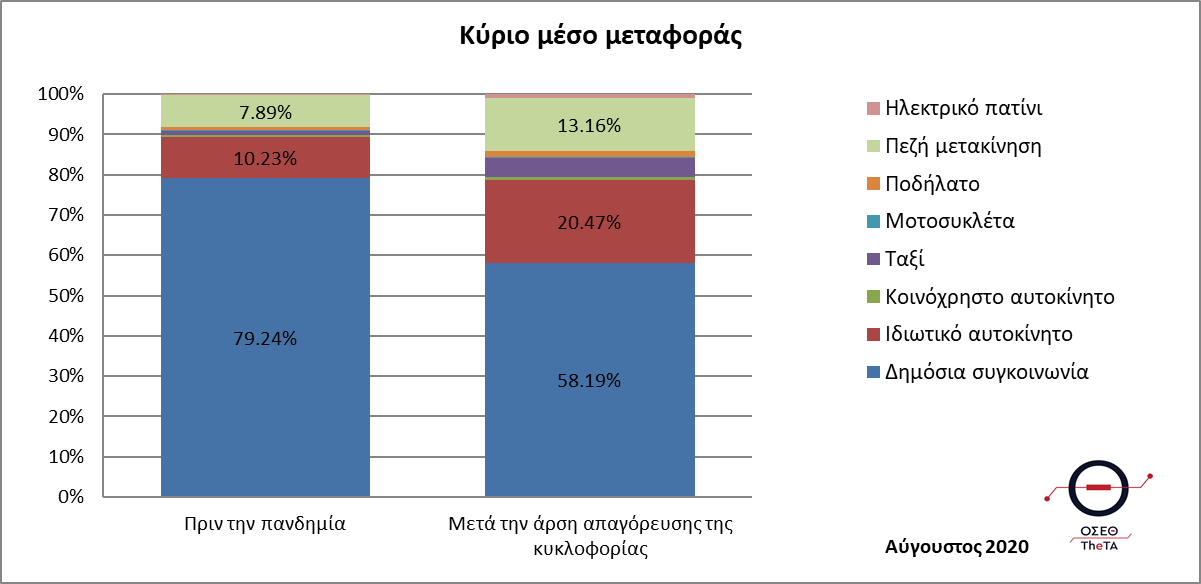 Κύριο μέσο μεταφοράς
100%
90%
80%
70%
60%
50%
40%
30%
20%
10%
0%
7.89%
10.23%
79.24%
13.16%
20.47%
58.19%
Πριν την πανδημία
Μετά την άρση απαγόρευσης της
κυκλοφορίας
Ηλεκτρικό πατίνι
Πεζή μετακίνηση
Ποδήλατο
Μοτοσυκλέτα
Ταξί
Κοινόχρηστο αυτοκίνητο
Ιδιωτικό αυτοκίνητο
Δημόσια συγκοινωνία
Αύγουστος 2020
ΟΣΕΘ
TheTA